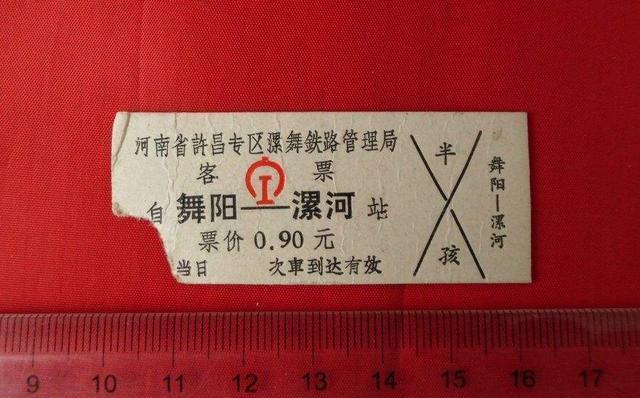 河南省許昌专区漯舞鉄路管理局
客票
自舞阳—漯河站
票价0.90元
当日 次車到达有效
半
孩
舞阳—漯河
9 10 11 12 13 14 15 16 17